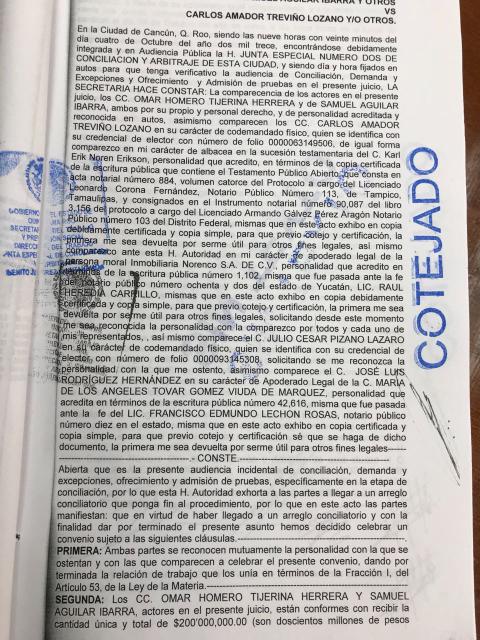 AGUILAR IBARRA Y OTROS
VS
CARLOS AMADOR TREVIÑO LOZANO Y/O OTROS.
En la Ciudad de Cancún, Q. Roo, siendo las nueve horas con veinte minutos del
día cuatro de Octubre del año dos mil trece, encontrándose debidamente
integrada y en Audiencia Pública la H. JUNTA ESPECIAL NUMERO DOS DE
CONCILIACION Y ARBITRAJE DE ESTA CIUDAD, y siendo día y hora fijados en
autos para que tenga verificativo la audiencia de Conciliación, Demanda y
Excepciones y Ofrecimiento y Admisión de pruebas en el presente juicio, LA
SECRETARIA HACE CONSTAR: La comparecencia de los actores en el presente
juicio, los CC. OMAR HOMERO TIJERINA HERRERA y de SAMUEL AGUILAR
IBARRA, ambos por su propio y personal derecho, y de personalidad acreditada y
reconocida en autos, asimismo comparecen los CC. CARLOS AMADOR
TREVIÑO LOZANO en su carácter de codemandado físico, quien se identifica con
su credencial de elector con número de folio 0000063149506, de igual forma
comparezco en mi carácter de albacea en la sucesión testamentaria del C. Karl
Erik Noren Erikson, personalidad que acredito, en términos de la copia certificada
de la escritura pública que contiene el Testamento Público Abierto que consta en
acta notarial número 884, volumen catorce del Protocolo a cargo del Licenciado
Leonardo Corona Fernández, Notario Público Número 113, de Tampico,
Tamaulipas, y consignados en el Instrumento notarial número 90,087 del libro
3,156 del protocolo a cargo del Licenciado Armando Gálvez Pérez Aragón Notario
Público número 103 del Distrito Federal, mismas que en este acto exhibo en copia
debidamente certificada y copia simple, para que previo cotejo y certificación, la
primera me sea devuelta por serme útil para otros fines legales, así mismo
comparezco ante esta H. Autoridad en mi carácter de apoderado legal de la
persona moral Inmobiliaria Norenco S.A. DE C.V., personalidad que acredito en
términos de la escritura pública número 1,102, misma que fue pasada ante la fe
del notario público número ochenta y dos del estado de Yucatán, LIC. RAUL
HEREDIA CARRILLO, mismas que en este acto exhibo en copia debidamente
certificada y copia simple, para que previo cotejo y certificación, la primera me sea
devuelta por serme útil para otros fines legales, solicitando desde este momento
se me reconozca la personalidad con que comparezco por todos y cada uno de
mis representados, , así mismo comparece el C. JULIO CESAR PIZANO LAZARO
en su carácter de codemandado físico, quien se identifica con su credencial de
elector con número de folio 0000093145308, solicitando se me reconozca la
personalidad con la que me ostento, asimismo comparece el C. JOSÉ LUIS
RODRÍGUEZ HERNÁNDEZ en su carácter de Apoderado Legal de la C. MARIA
DE LOS ANGELES TOVAR GOMEZ VIUDA DE MARQUEZ, personalidad que
acredita en términos de la escritura pública número 42,616, misma que fue pasada
ante la fe del LIC. FRANCISCO EDMUNDO LECHON ROSAS, notario público
número diez en el estado, misma que en este acto exhibo en copia certificada y
copia simple, para que previo cotejo y certificación sé que se haga de dicho
documento, la primera me sea devuelta por serme útil para otros fines legales------
-------------------------------.- CONSTE.-------------------------------
Abierta que es la presente audiencia incidental de conciliación, demanda y
excepciones, ofrecimiento y admisión de pruebas, específicamente en la etapa de
conciliación, por lo que esta H. Autoridad exhorta a las partes a llegar a un arreglo
conciliatorio que ponga fin al procedimiento, por lo que en este acto las partes
manifiestan: que en virtud de haber llegado a un arreglo conciliatorio y con la
finalidad dar por terminado el presente asunto hemos decidido celebrar un
convenio sujeto a las siguientes cláusulas.-------------------------------
PRIMERA: Ambas partes se reconocen mutuamente la personalidad con la que se
ostentan y con las que comparecen a celebrar el presente convenio, dando por
terminada la relación de trabajo que los unía en términos de la Fracción I, del
Artículo 53, de la Ley de la Materia.-------------------------------
SEGUNDA: Los CC. OMAR HOMERO TIJERINA HERRERA Y SAMUEL
AGUILAR IBARRA, actores en el presente juicio, están conformes con recibir la
cantidad única y total de $200'000,000.00 (son doscientos millones de pesos
COTEJADO